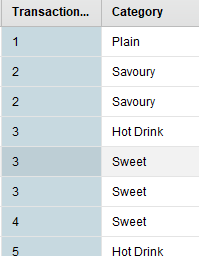 Transaction... Category
1 Plain
2 Savoury
2 Savoury
3 Hot Drink
3 Sweet
3 Sweet
4 Sweet
5 Hot Drink